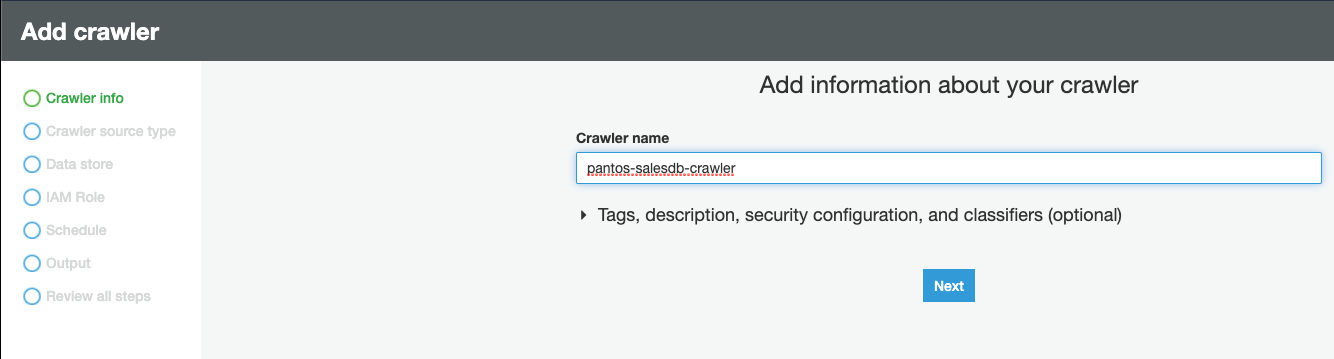 Add crawler
Crawler info
Crawler source type
Data store
IAM Role
Schedule
Output
Review all steps
Add information about your crawler
Crawler name
pantos-salesdb-crawler
Tags, description, security configuration, and classifiers (optional)
Next